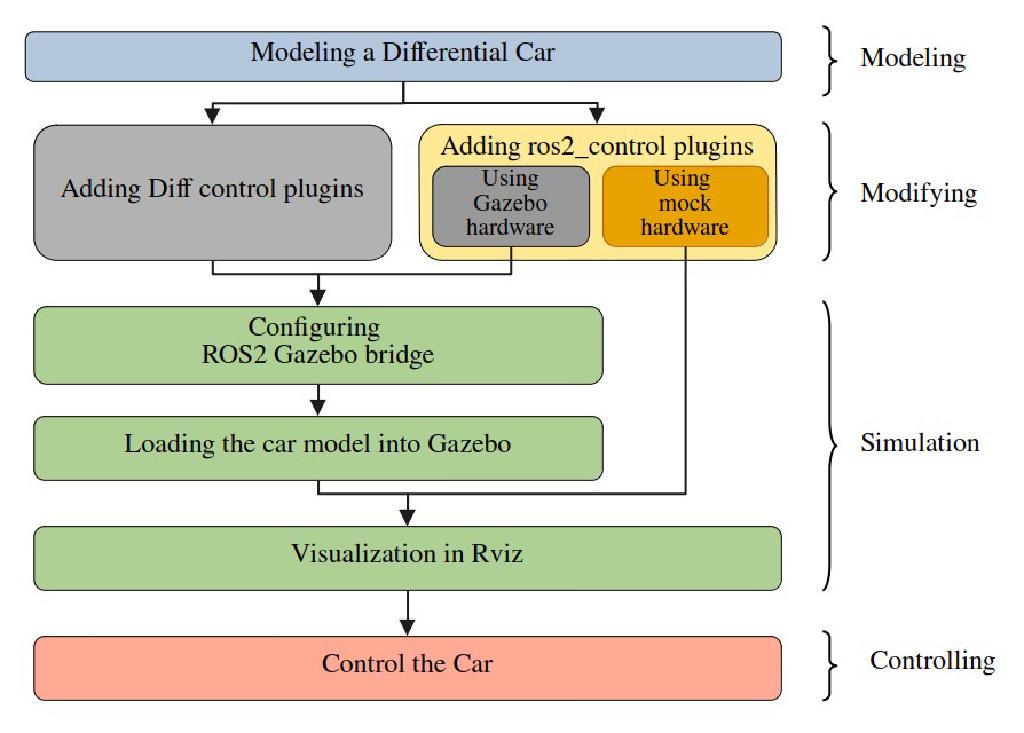 Modeling a Differential Car
Modeling
Adding Diff control plugins
Adding ros2_control plugins
Using
Gazebo
hardware
Using
mock
hardware
Modifying
Configuring
ROS2 Gazebo bridge
Loading the car model into Gazebo
Simulation
Visualization in Rviz
Control the Car
Controlling